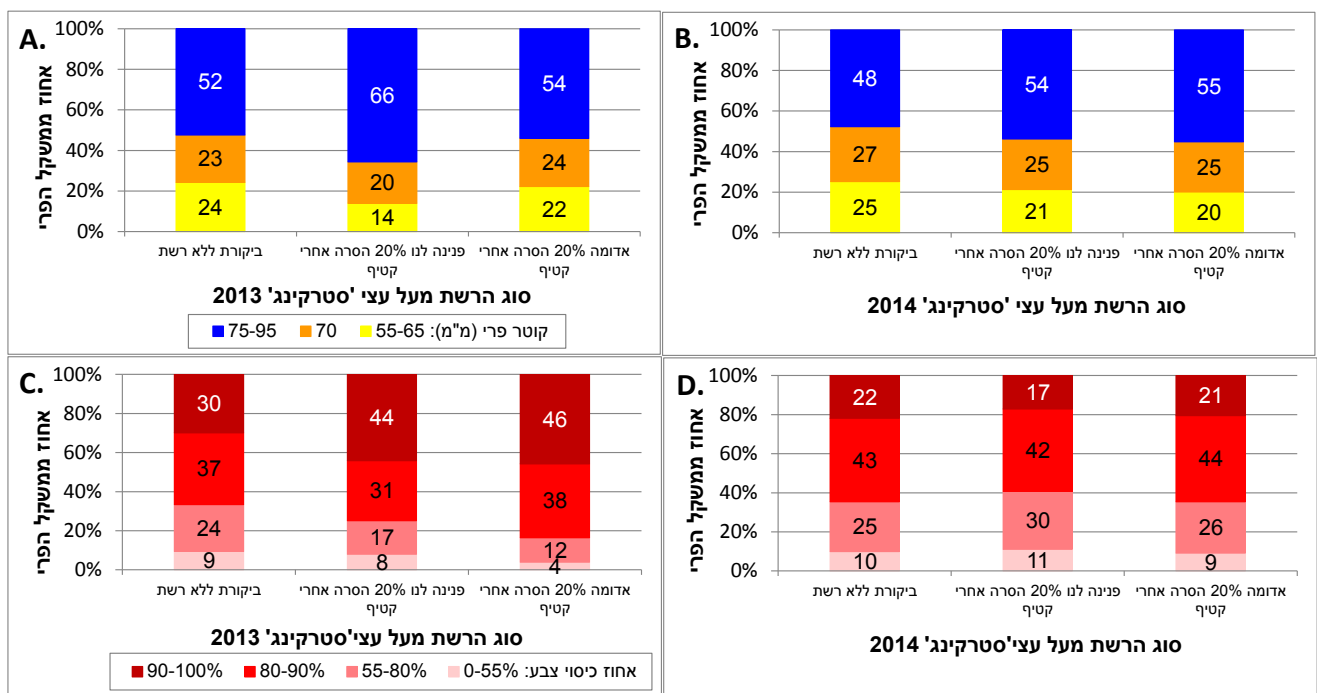 A.
אחוז ממשקל הפרי
100%
80%
60%
40%
20%
0%
52 66 54
23 20 24
24 14 22
ביקורת ללא רשת
פנינה לנו 20% הסרה אחרי
קטיף
אדומה 20% הסרה אחרי
קטיף
סוג הרשת מעל עצי 'סטרקינג' 2013
קוטר פרי (מ"מ): 55-65 70 75-95
B.
אחוז ממשקל הפרי
100%
80%
60%
40%
20%
0%
48 54 55
27 25 25
25 21 20
ביקורת ללא רשת
פנינה לנו 20% הסרה אחרי
קטיף
אדומה 20% הסרה אחרי
קטיף
סוג הרשת מעל עצי 'סטרקינג' 2014
C.
אחוז ממשקל הפרי
100%
80%
60%
40%
20%
0%
30 44 46
37 31 38
24 17 12
9 8 4
ביקורת ללא רשת
פנינה לנו 20% הסרה אחרי
קטיף
אדומה 20% הסרה אחרי
קטיף
סוג הרשת מעל עצי'סטרקינג' 2013
אחוז כיסוי צבע: 0-55% 55-80% 80-90% 90-100%
D.
אחוז ממשקל הפרי
100%
80%
60%
40%
20%
0%
22 17 21
43 42 44
25 30 26
10 11 9
ביקורת ללא רשת
פנינה לנו 20% הסרה אחרי
קטיף
אדומה 20% הסרה אחרי
קטיף
סוג הרשת מעל עצי'סטרקינג' 2014